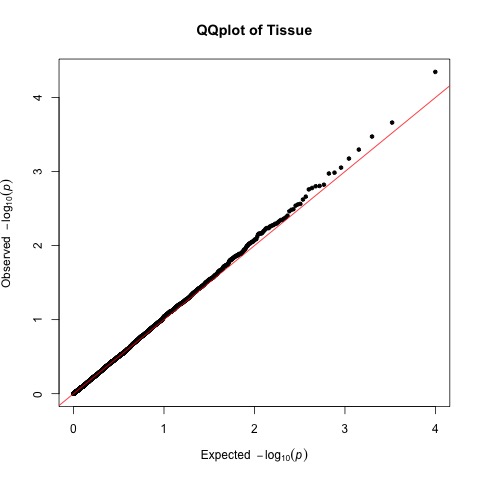 QQplot of Tissue
Observed −log₁₀(p)
4
3
2
1
0
0 1 2 3 4
Expected −log₁₀(p)